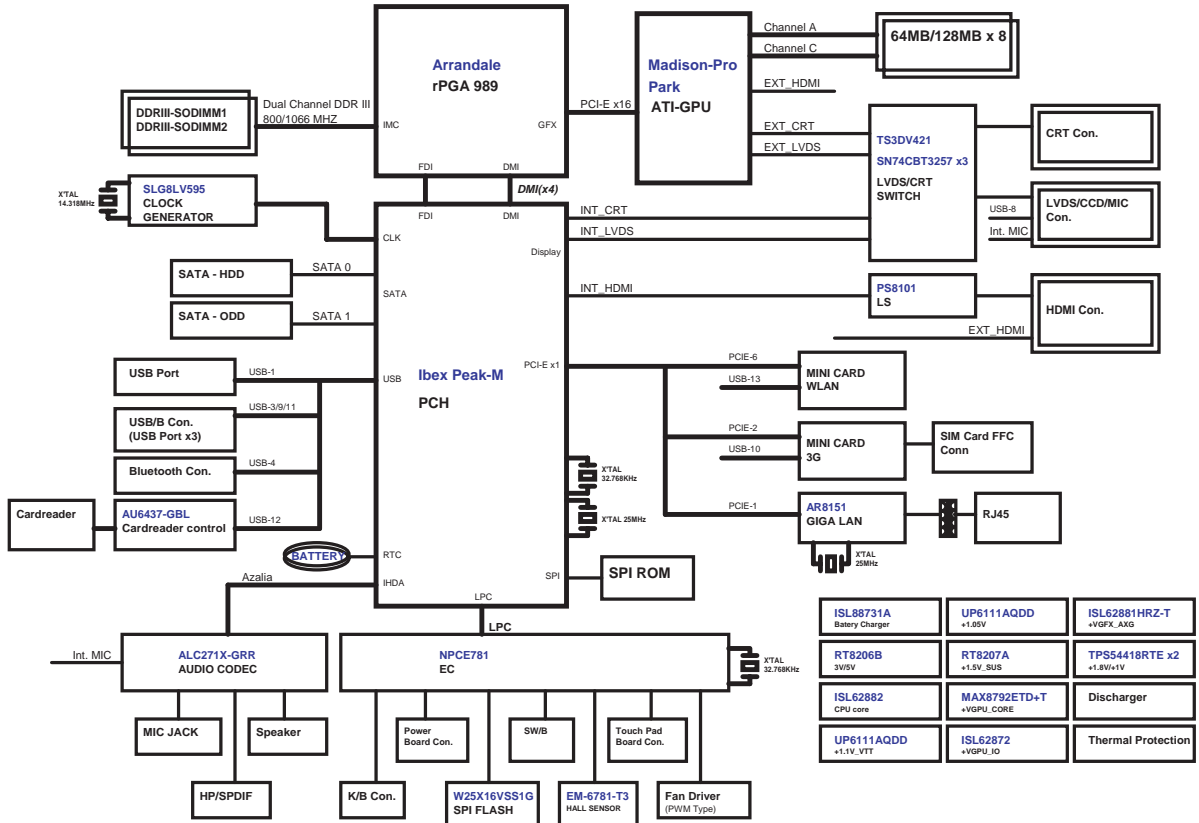 Channel A
64MB/128MB x 8
Channel C
Arrandale
rPGA 989
Madison-Pro
Park
ATI-GPU
EXT_HDMI
DDRIII-SODIMM1
DDRIII-SODIMM2
Dual Channel DDR III
800/1066 MHZ
IMC
GFX
PCI-E x16
EXT_CRT
EXT_LVDS
TS3DV421
SN74CBT3257 x3
LVDS/CRT
SWITCH
CRT Con.
FDI
DMI
DMI(x4)
X'TAL
14.318MHz
SLG8LV595
CLOCK
GENERATOR
FDI
DMI
CLK
Display
INT_CRT
INT_LVDS
USB-8
Int. MIC
LVDS/CCD/MIC
Con.
SATA - HDD
SATA 0
SATA
INT_HDMI
PS8101
LS
HDMI Con.
SATA - ODD
SATA 1
EXT_HDMI
USB Port
USB-1
USB
Ibex Peak-M
PCH
PCI-E x1
PCIE-6
USB-13
MINI CARD
WLAN
USB/B Con.
(USB Port x3)
USB-3/9/11
PCIE-2
USB-10
MINI CARD
3G
SIM Card FFC
Conn
Bluetooth Con.
USB-4
X'TAL
32.768KHz
X'TAL 25MHz
Cardreader
AU6437-GBL
Cardreader control
USB-12
PCIE-1
AR8151
GIGA LAN
RJ45
X'TAL
25MHz
BATTERY
RTC
Azalia
IHDA
SPI
SPI ROM
LPC
LPC
Int. MIC
ALC271X-GRR
AUDIO CODEC
NPCE781
EC
X'TAL
32.768KHz
MIC JACK
Speaker
HP/SPDIF
K/B Con.
Power
Board Con.
W25X16VSS1G
SPI FLASH
SW/B
EM-6781-T3
HALL SENSOR
Touch Pad
Board Con.
Fan Driver
(PWM Type)
ISL88731A
Batery Charger
UP6111AQDD
+1.05V
ISL62881HRZ-T
+VGFX_AXG
RT8206B
3V/5V
RT8207A
+1.5V_SUS
TPS54418RTE x2
+1.8V/+1V
ISL62882
CPU core
MAX8792ETD+T
+VGPU_CORE
Discharger
UP6111AQDD
+1.1V_VTT
ISL62872
+VGPU_IO
Thermal Protection